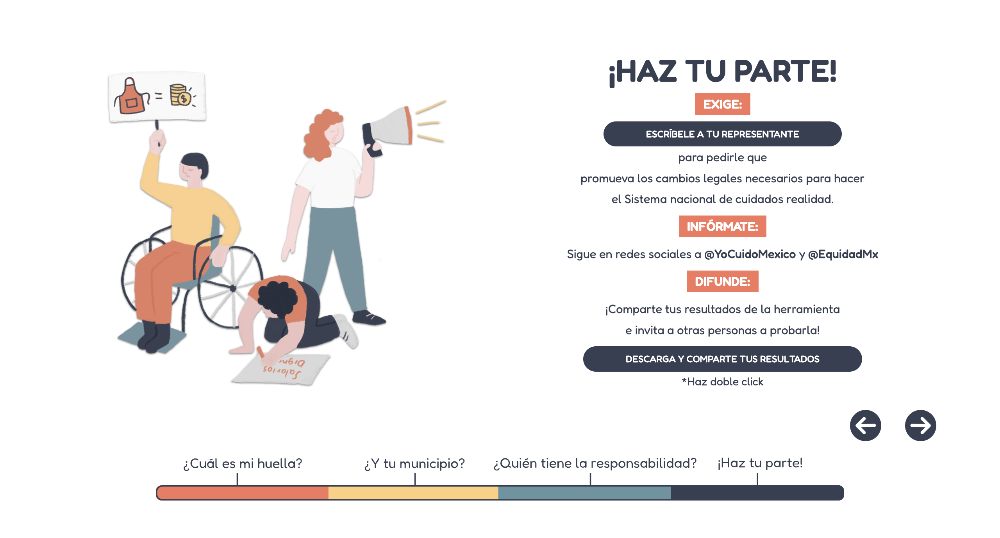 ¡HAZ TU PARTE!
EXIGE:
ESCRÍBELE A TU REPRESENTANTE
para pedirle que
promueva los cambios legales necesarios para hacer
el Sistema nacional de cuidados realidad.
INFÓRMATE:
Sigue en redes sociales a @YoCuidoMexico y @EquidadMx
DIFUNDE:
¡Comparte tus resultados de la herramienta
e invita a otras personas a probarla!
DESCARGA Y COMPARTE TUS RESULTADOS
*Haz doble click
= $
Salarios
¿Cuál es mi huella?
¿Y tu municipio?
¿Quién tiene la responsabilidad?
¡Haz tu parte!